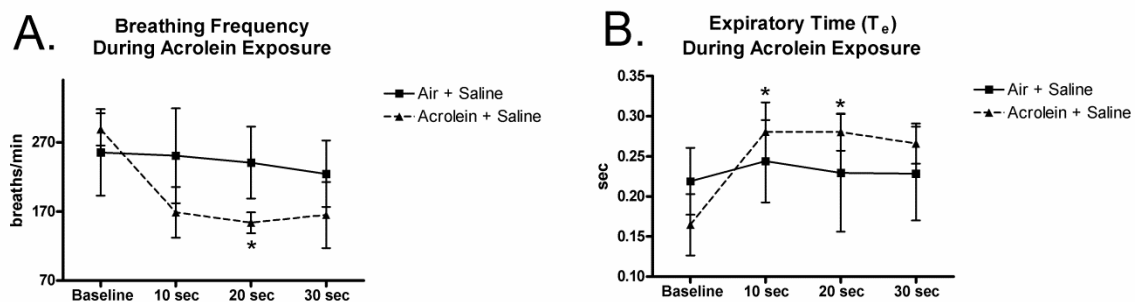 A.
Breathing Frequency
During Acrolein Exposure
Air + Saline
Acrolein + Saline
breaths/min
270
170
70
*
Baseline 10 sec 20 sec 30 sec
B.
Expiratory Time (Te)
During Acrolein Exposure
Air + Saline
Acrolein + Saline
sec
0.35
0.30
0.25
0.20
0.15
0.10
* *
Baseline 10 sec 20 sec 30 sec